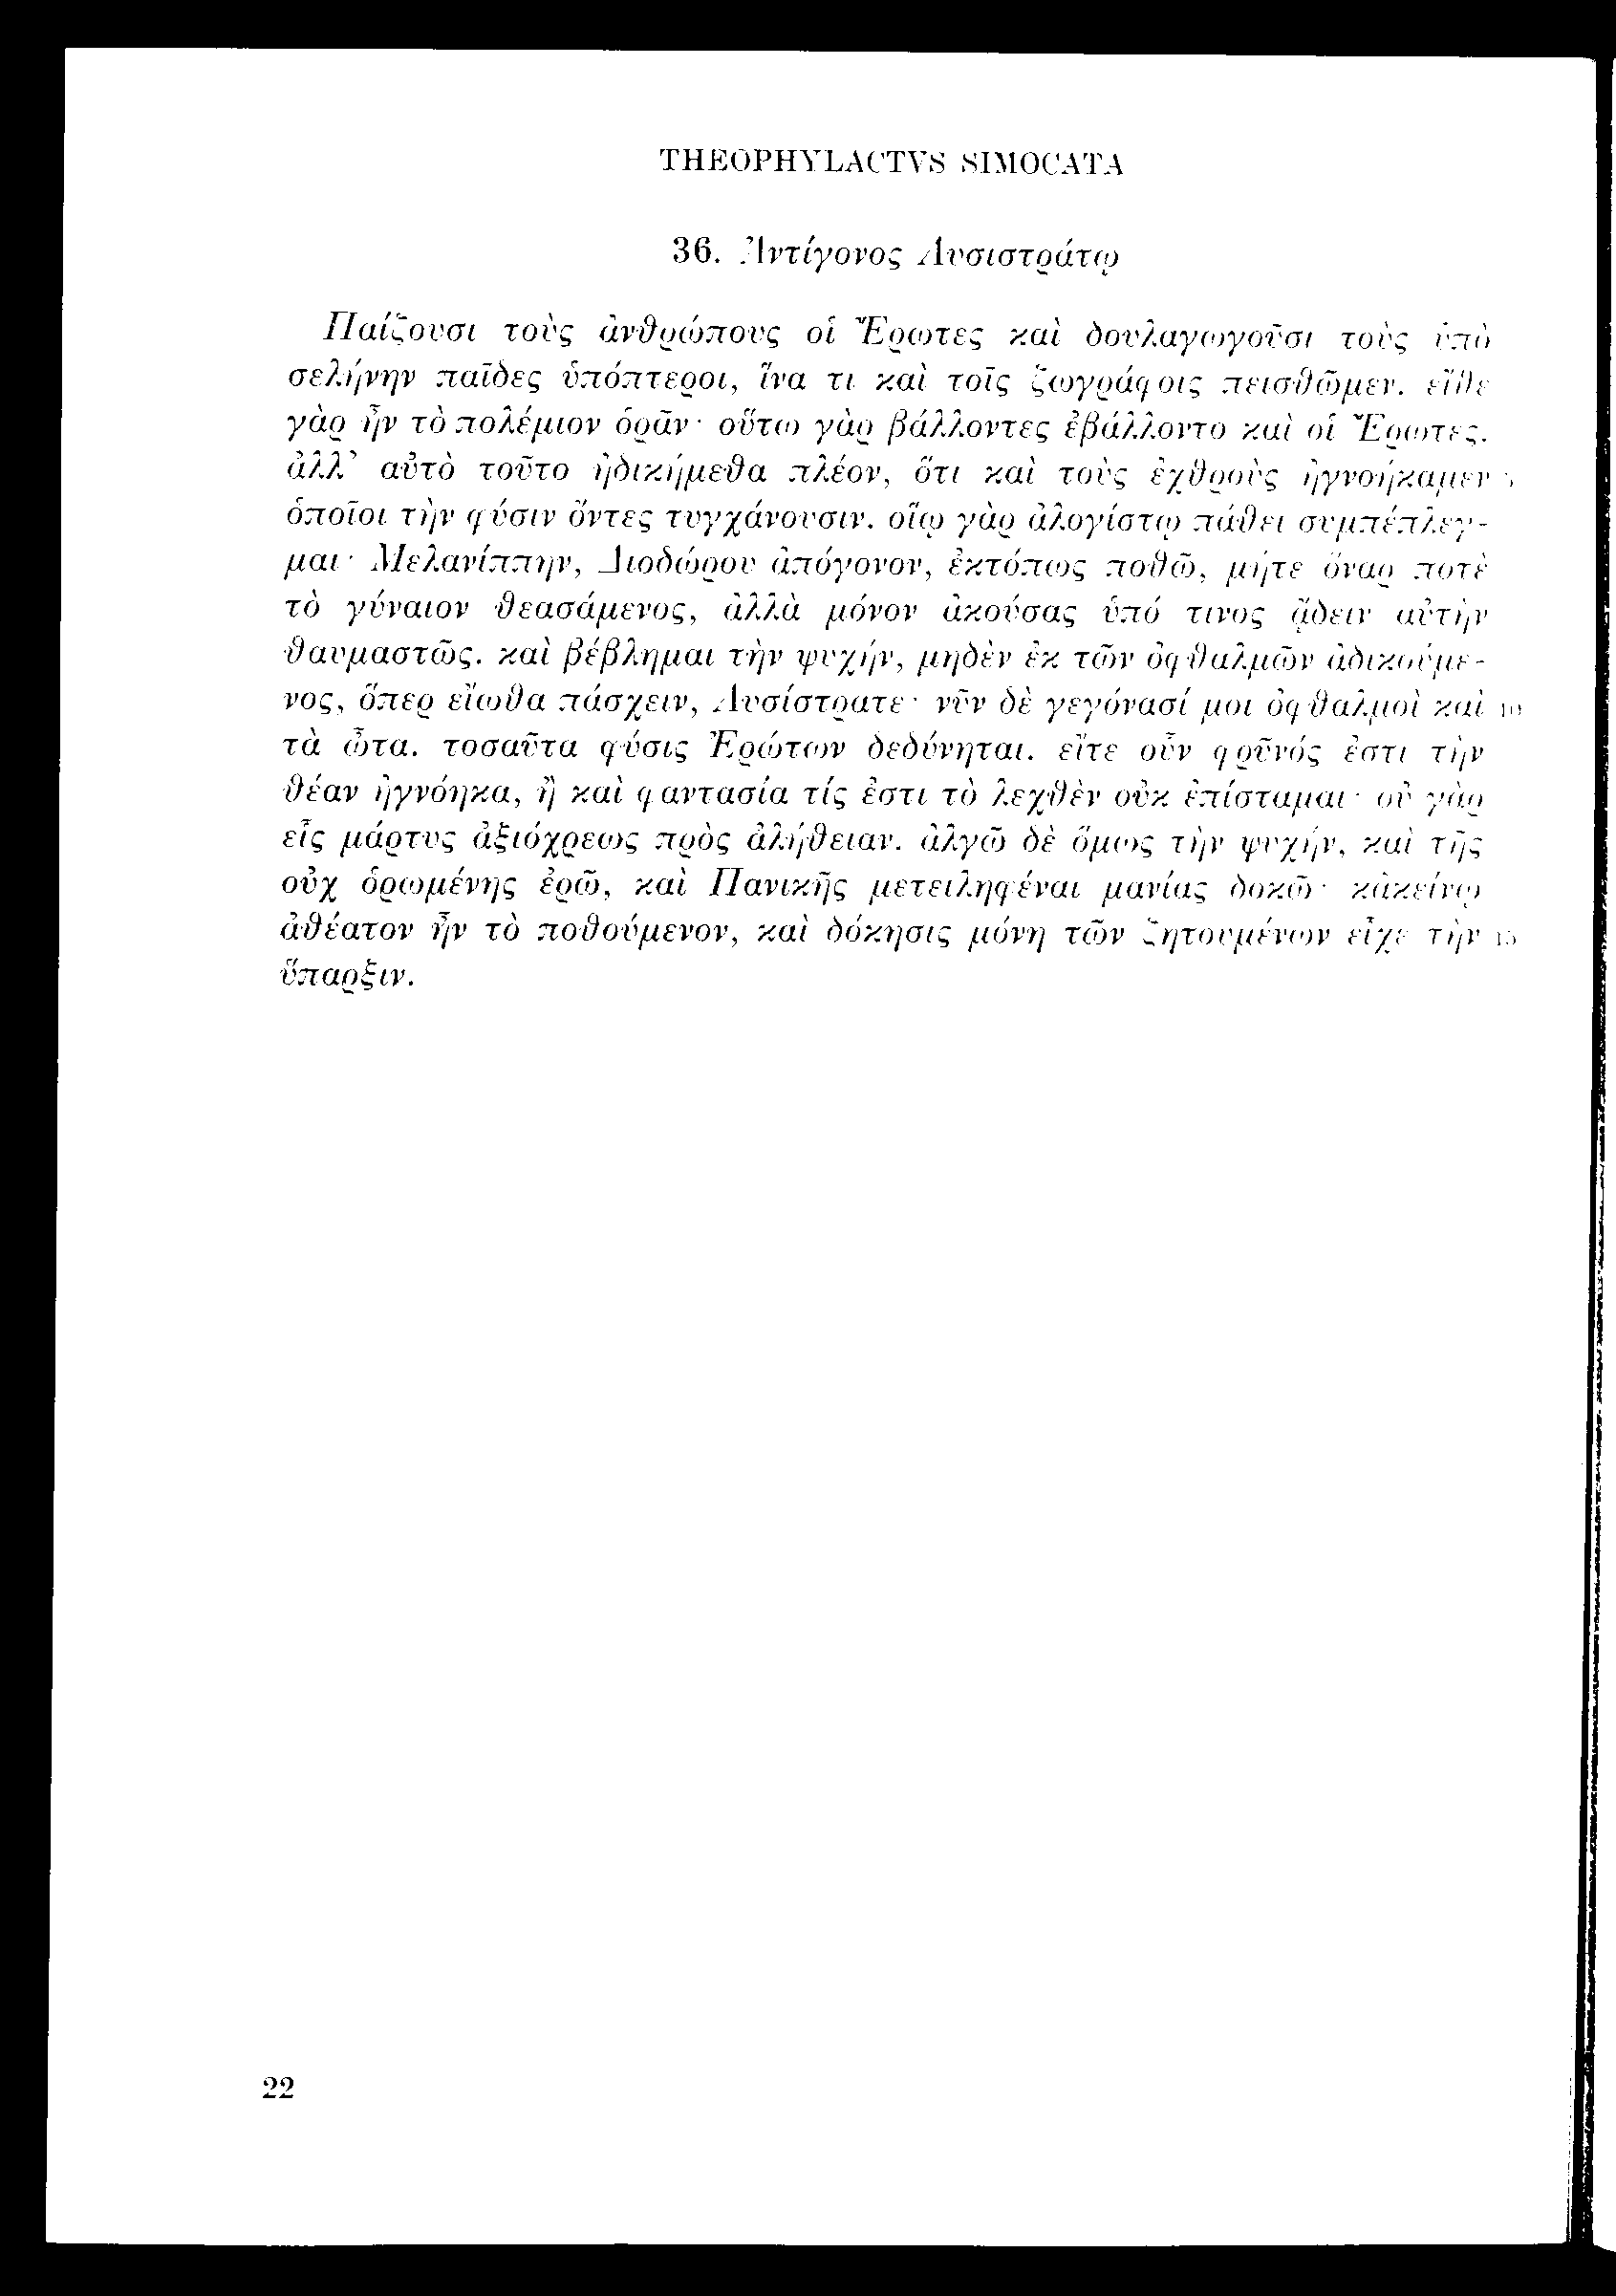 THEOPHYLACTVS SIMOCATA
36. Ἀντίγονος Λυσιστράτῳ
Παίζουσι τοὺς ἀνθρώπους οἱ Ἔρωτες καὶ δουλαγωγοῦσι τοὺς ὑπὸ
σελήνην παῖδες ὑπόπτεροι, ἵνα τι καὶ τοῖς ζωγράφοις πεισθῶμεν. εἴθε
γὰρ ἦν τὸ πολέμιον ὁρᾶν· οὕτω γὰρ βάλλοντες ἐβάλλοντο καὶ οἱ Ἔρωτες.
ἀλλ’ αὐτὸ τοῦτο ἠδικήμεθα πλέον, ὅτι καὶ τοὺς ἐχθροὺς ἠγνοήκαμεν 5
ὁποῖοι τὴν φύσιν ὄντες τυγχάνουσιν. οἵῳ γὰρ ἀλογίστῳ πάθει συμπέπλεγ-
μαι· Μελανίππην, Διοδώρου ἀπόγονον, ἐκτόπως ποθῶ, μήτε ὄναρ ποτὲ
τὸ γύναιον θεασάμενος, ἀλλὰ μόνον ἀκούσας ὑπό τινος ᾄδειν αὐτὴν
θαυμαστῶς. καὶ βέβλημαι τὴν ψυχήν, μηδὲν ἐκ τῶν ὀφθαλμῶν ἀδικούμε-
νος, ὅπερ εἴωθα πάσχειν, Λυσίστρατε· νῦν δὲ γεγόνασί μοι ὀφθαλμοὶ καὶ 10
τὰ ὦτα. τοσαῦτα φύσις Ἐρώτων δεδύνηται. εἴτε οὖν φρῦνός ἐστι τὴν
θέαν ἠγνόηκα, ἢ καὶ φαντασία τίς ἐστι τὸ λεχθὲν οὐκ ἐπίσταμαι· οὐ γὰρ
εἷς μάρτυς ἀξιόχρεως πρὸς ἀλήθειαν. ἀλγῶ δὲ ὅμως τὴν ψυχήν, καὶ τῆς
οὐχ ὁρωμένης ἐρῶ, καὶ Πανικῆς μετειληφέναι μανίας δοκῶ· κἀκείνῳ
ἀθέατον ἦν τὸ ποθούμενον, καὶ δόκησις μόνη τῶν ζητουμένων εἶχε τὴν 15
ὕπαρξιν.
22